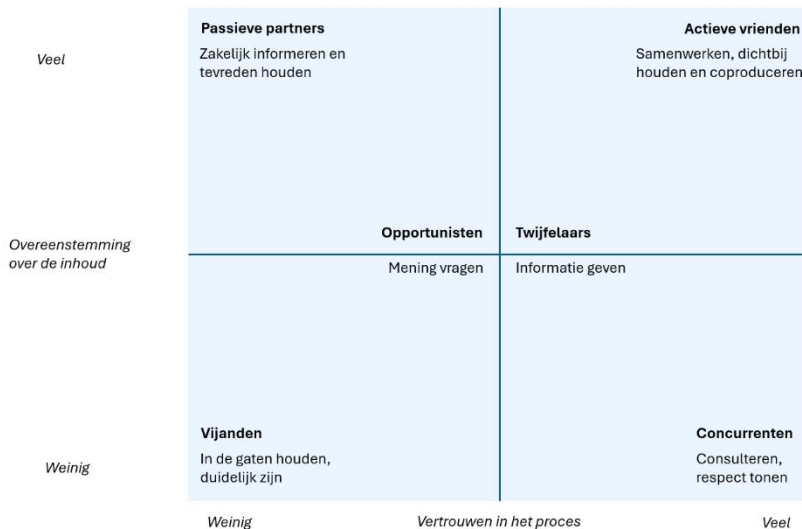 Passieve partners
Zakelijk informeren en
tevreden houden
Actieve vrienden
Samenwerken, dichtbij
houden en coproduceren
Veel
Opportunisten
Twijfelaars
Overeenstemming
over de inhoud
Mening vragen
Informatie geven
Vijanden
In de gaten houden,
duidelijk zijn
Concurrenten
Consulteren,
respect tonen
Weinig
Weinig
Vertrouwen in het proces
Veel